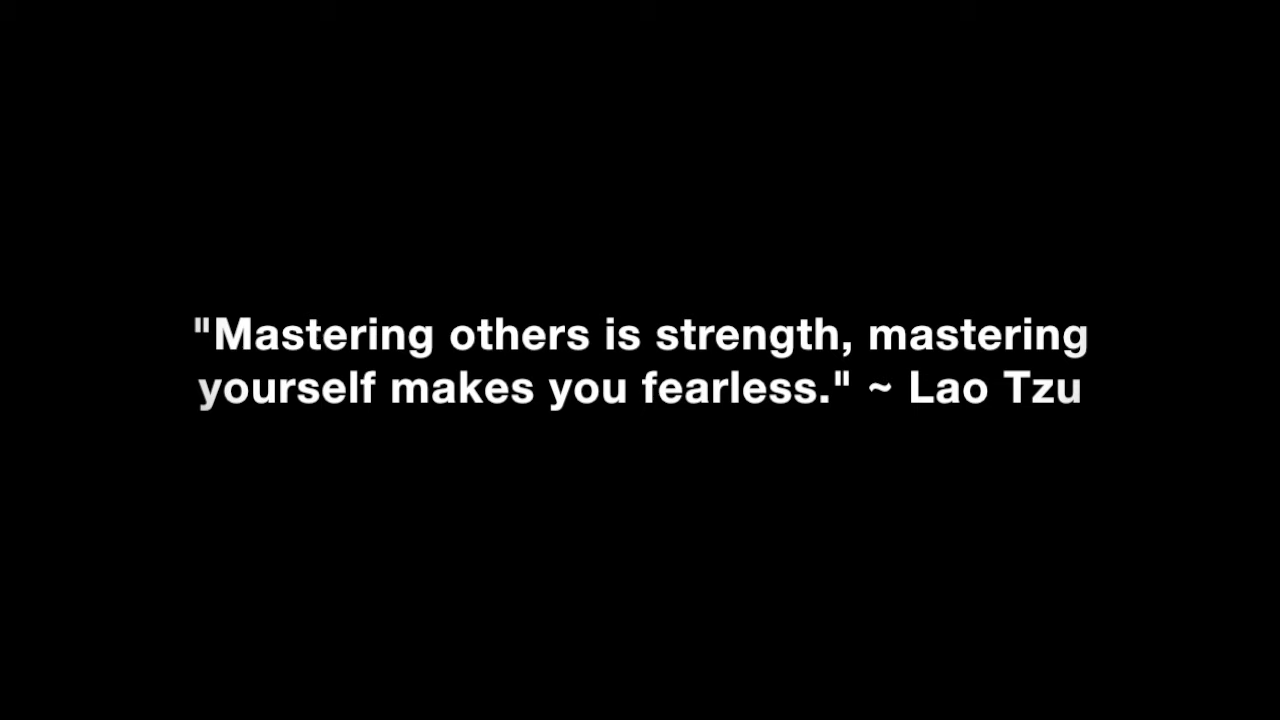 "Mastering others is strength, mastering
yourself makes you fearless." ~ Lao Tzu